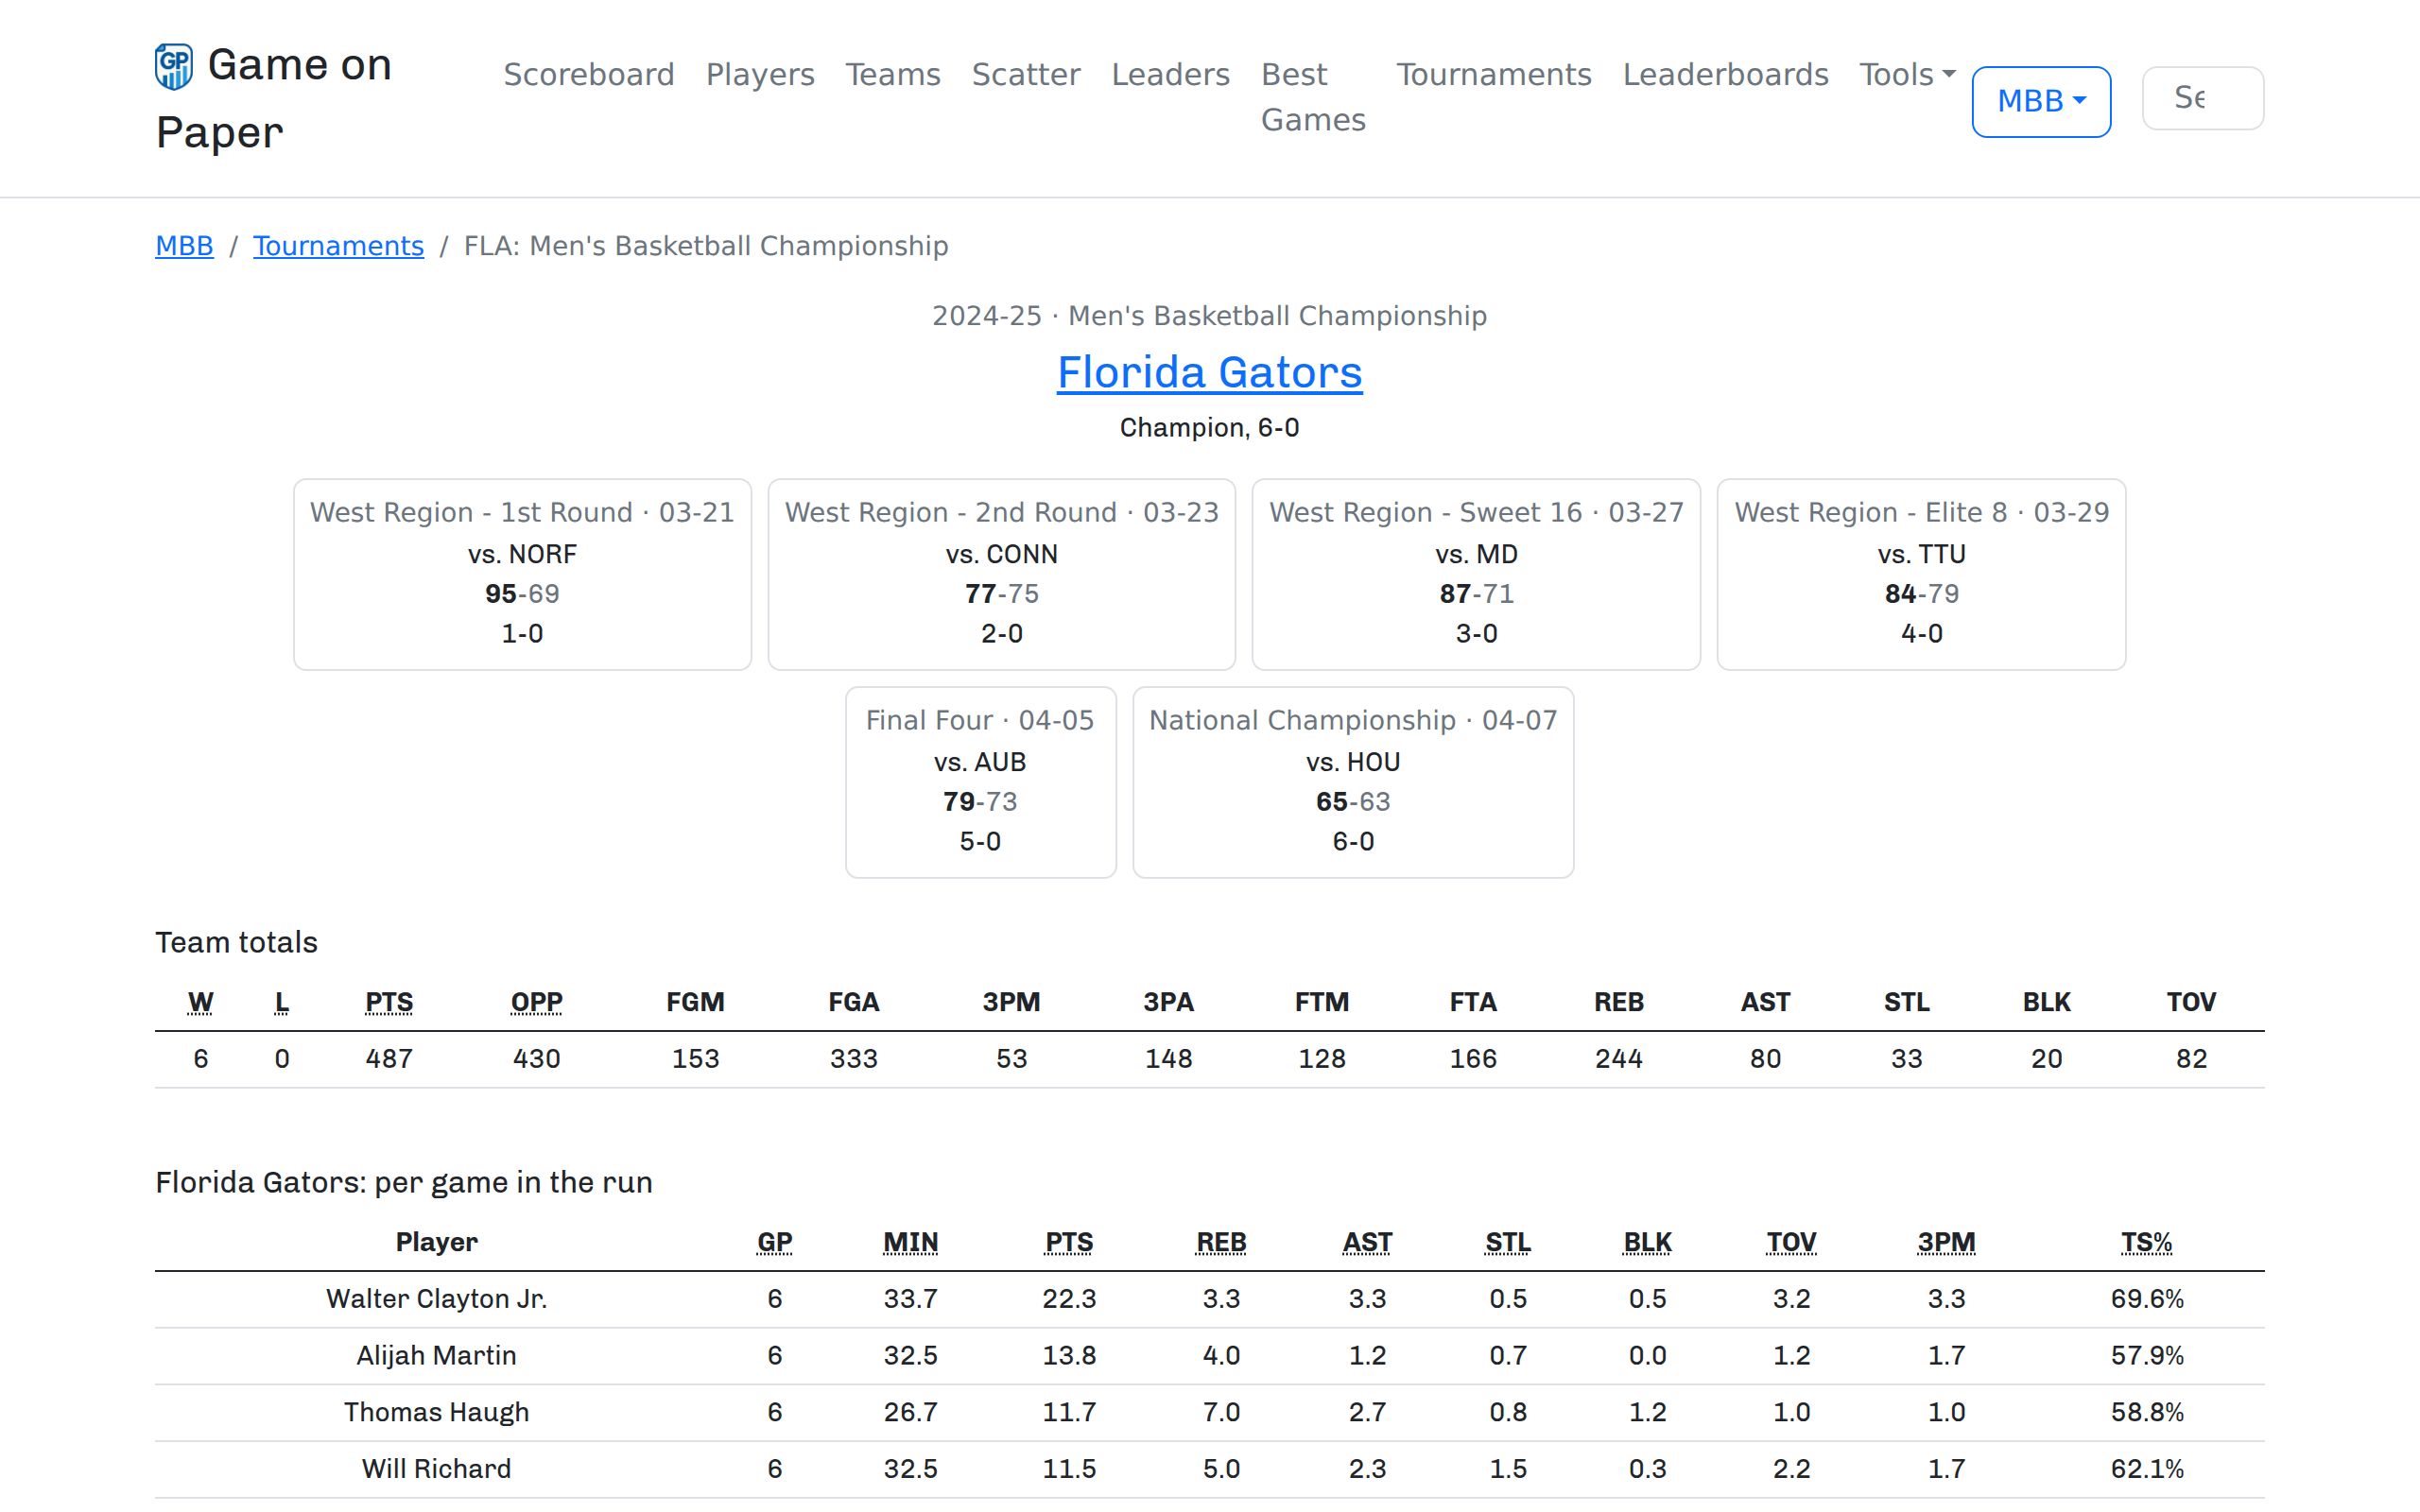 GP Game on Paper
Scoreboard Players Teams Scatter Leaders Best Games Tournaments Leaderboards Tools MBB Se
MBB / Tournaments / FLA: Men's Basketball Championship
2024-25 · Men's Basketball Championship
Florida Gators
Champion, 6-0
West Region - 1st Round · 03-21
vs. NORF
95-69
1-0
West Region - 2nd Round · 03-23
vs. CONN
77-75
2-0
West Region - Sweet 16 · 03-27
vs. MD
87-71
3-0
West Region - Elite 8 · 03-29
vs. TTU
84-79
4-0
Final Four · 04-05
vs. AUB
79-73
5-0
National Championship · 04-07
vs. HOU
65-63
6-0
Team totals
W L PTS OPP FGM FGA 3PM 3PA FTM FTA REB AST STL BLK TOV
6 0 487 430 153 333 53 148 128 166 244 80 33 20 82
Florida Gators: per game in the run
Player GP MIN PTS REB AST STL BLK TOV 3PM TS%
Walter Clayton Jr. 6 33.7 22.3 3.3 3.3 0.5 0.5 3.2 3.3 69.6%
Alijah Martin 6 32.5 13.8 4.0 1.2 0.7 0.0 1.2 1.7 57.9%
Thomas Haugh 6 26.7 11.7 7.0 2.7 0.8 1.2 1.0 1.0 58.8%
Will Richard 6 32.5 11.5 5.0 2.3 1.5 0.3 2.2 1.7 62.1%